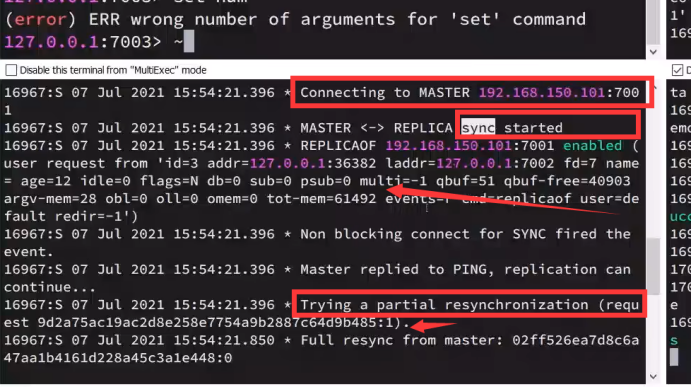 (error) ERR wrong number of arguments for 'set' command
127.0.0.1:7003> ~
Disable this terminal from "MultiExec" mode
16967:S 07 Jul 2021 15:54:21.396 * Connecting to MASTER 192.168.150.101:700
1
16967:S 07 Jul 2021 15:54:21.396 * MASTER <-> REPLICA sync started
16967:S 07 Jul 2021 15:54:21.396 * REPLICAOF 192.168.150.101:7001 enabled (
user request from 'id=3 addr=127.0.0.1:36382 laddr=127.0.0.1:7002 fd=7 name
= age=12 idle=0 flags=N db=0 sub=0 psub=0 multi=-1 qbuf=51 qbuf-free=40903
argv-mem=28 obl=0 oll=0 omem=0 tot-mem=61492 cmd=replicaof user=de
fault redir=-1')
16967:S 07 Jul 2021 15:54:21.396 * Non blocking connect for SYNC fired the
event.
16967:S 07 Jul 2021 15:54:21.396 * Master replied to PING, replication can
continue...
16967:S 07 Jul 2021 15:54:21.396 * Trying a partial resynchronization (requ
est 9d2a75ac19ac2d8e258e7754a9b2887c64d9b485:1).
16967:S 07 Jul 2021 15:54:21.850 * Full resync from master: 02ff526ea7d8c6a
47aa1b4161d228a45c3a1e448:0